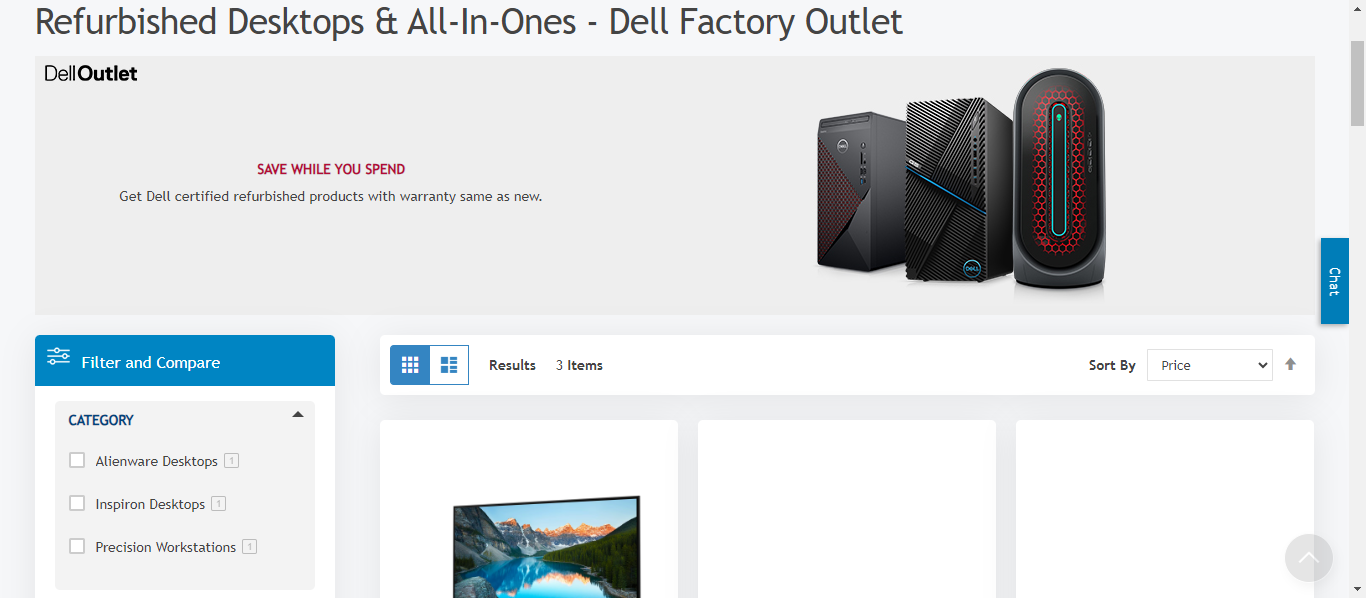 Refurbished Desktops & All-In-Ones - Dell Factory Outlet
DellOutlet
SAVE WHILE YOU SPEND
Get Dell certified refurbished products with warranty same as new.
DELL
DELL
Chat
Filter and Compare
Results 3 Items
Sort By Price
CATEGORY
Alienware Desktops 1
Inspiron Desktops 1
Precision Workstations 1